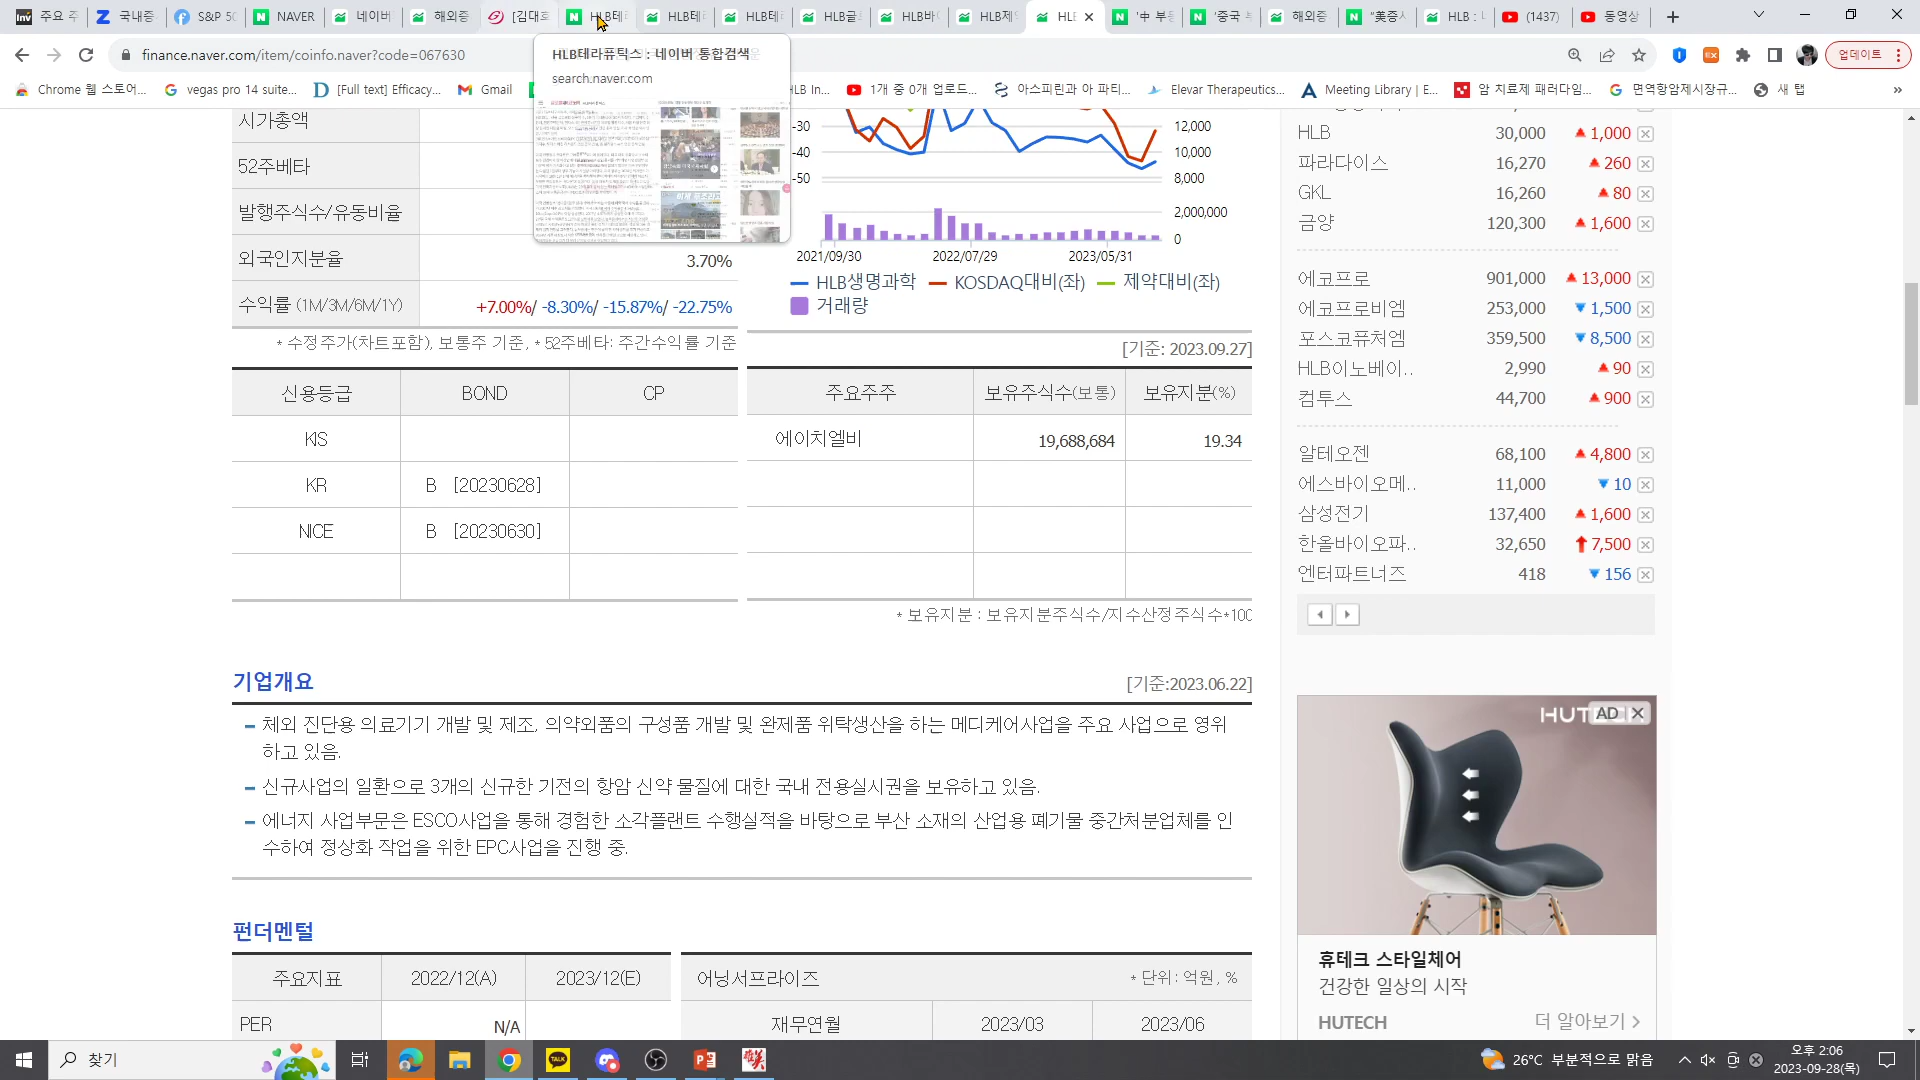 주요 주
국내증
S&P 50
NAVER
네이버
해외증
[김대호
HLB테라
HLB테라
HLB테라
HLB글로
HLB바
HLB제
HLB
'中 부동
'중국 부
해외증
"美증시
HLB : 네
(1437)
동영상
finance.naver.com/item/coinfo.naver?code=067630
업데이트
HLB테라퓨틱스 : 네이버 통합검색
search.naver.com
Chrome 웹 스토어...
vegas pro 14 suite...
[Full text] Efficacy...
Gmail
HLB In...
1개 중 0개 업로드...
아스피린과 아 파티...
Elevar Therapeutics...
Meeting Library | E...
암 치료제 패러다임...
면역항암제시장규...
새 탭
시가총액
52주베타
발행주식수/유동비율
외국인지분율
3.70%
수익률 (1M/3M/6M/1Y)
+7.00%/ -8.30%/ -15.87%/ -22.75%
* 수정주가(차트포함), 보통주 기준, * 52주베타: 주간수익률 기준
-30
-40
-50
12,000
10,000
8,000
2,000,000
0
2021/09/30
2022/07/29
2023/05/31
HLB생명과학
KOSDAQ대비(좌)
제약대비(좌)
거래량
[기준: 2023.09.27]
신용등급 BOND CP
KIS
KR B [20230628]
NICE B [20230630]
주요주주 보유주식수(보통) 보유지분(%)
에이치엘비 19,688,684 19.34
* 보유지분 : 보유지분주식수/지수산정주식수*100
기업개요
[기준:2023.06.22]
체외 진단용 의료기기 개발 및 제조, 의약외품의 구성품 개발 및 완제품 위탁생산을 하는 메디케어사업을 주요 사업으로 영위
하고 있음.
신규사업의 일환으로 3개의 신규한 기전의 항암 신약 물질에 대한 국내 전용실시권을 보유하고 있음.
에너지 사업부문은 ESCO사업을 통해 경험한 소각플랜트 수행실적을 바탕으로 부산 소재의 산업용 폐기물 중간처분업체를 인
수하여 정상화 작업을 위한 EPC사업을 진행 중.
펀더멘털
주요지표 2022/12(A) 2023/12(E)
PER N/A
어닝서프라이즈 * 단위 : 억원, %
재무연월 2023/03 2023/06
HLB 30,000 ▲1,000
파라다이스 16,270 ▲260
GKL 16,260 ▲80
금양 120,300 ▲1,600
에코프로 901,000 ▲13,000
에코프로비엠 253,000 ▼1,500
포스코퓨처엠 359,500 ▼8,500
HLB이노베이.. 2,990 ▲90
컴투스 44,700 ▲900
알테오젠 68,100 ▲4,800
에스바이오메.. 11,000 ▼10
삼성전기 137,400 ▲1,600
한올바이오파.. 32,650 ↑7,500
엔터파트너즈 418 ▼156
AD
휴테크 스타일체어
건강한 일상의 시작
HUTECH
더 알아보기
찾기
TALK
26°C 부분적으로 맑음
오후 2:06
2023-09-28(목)